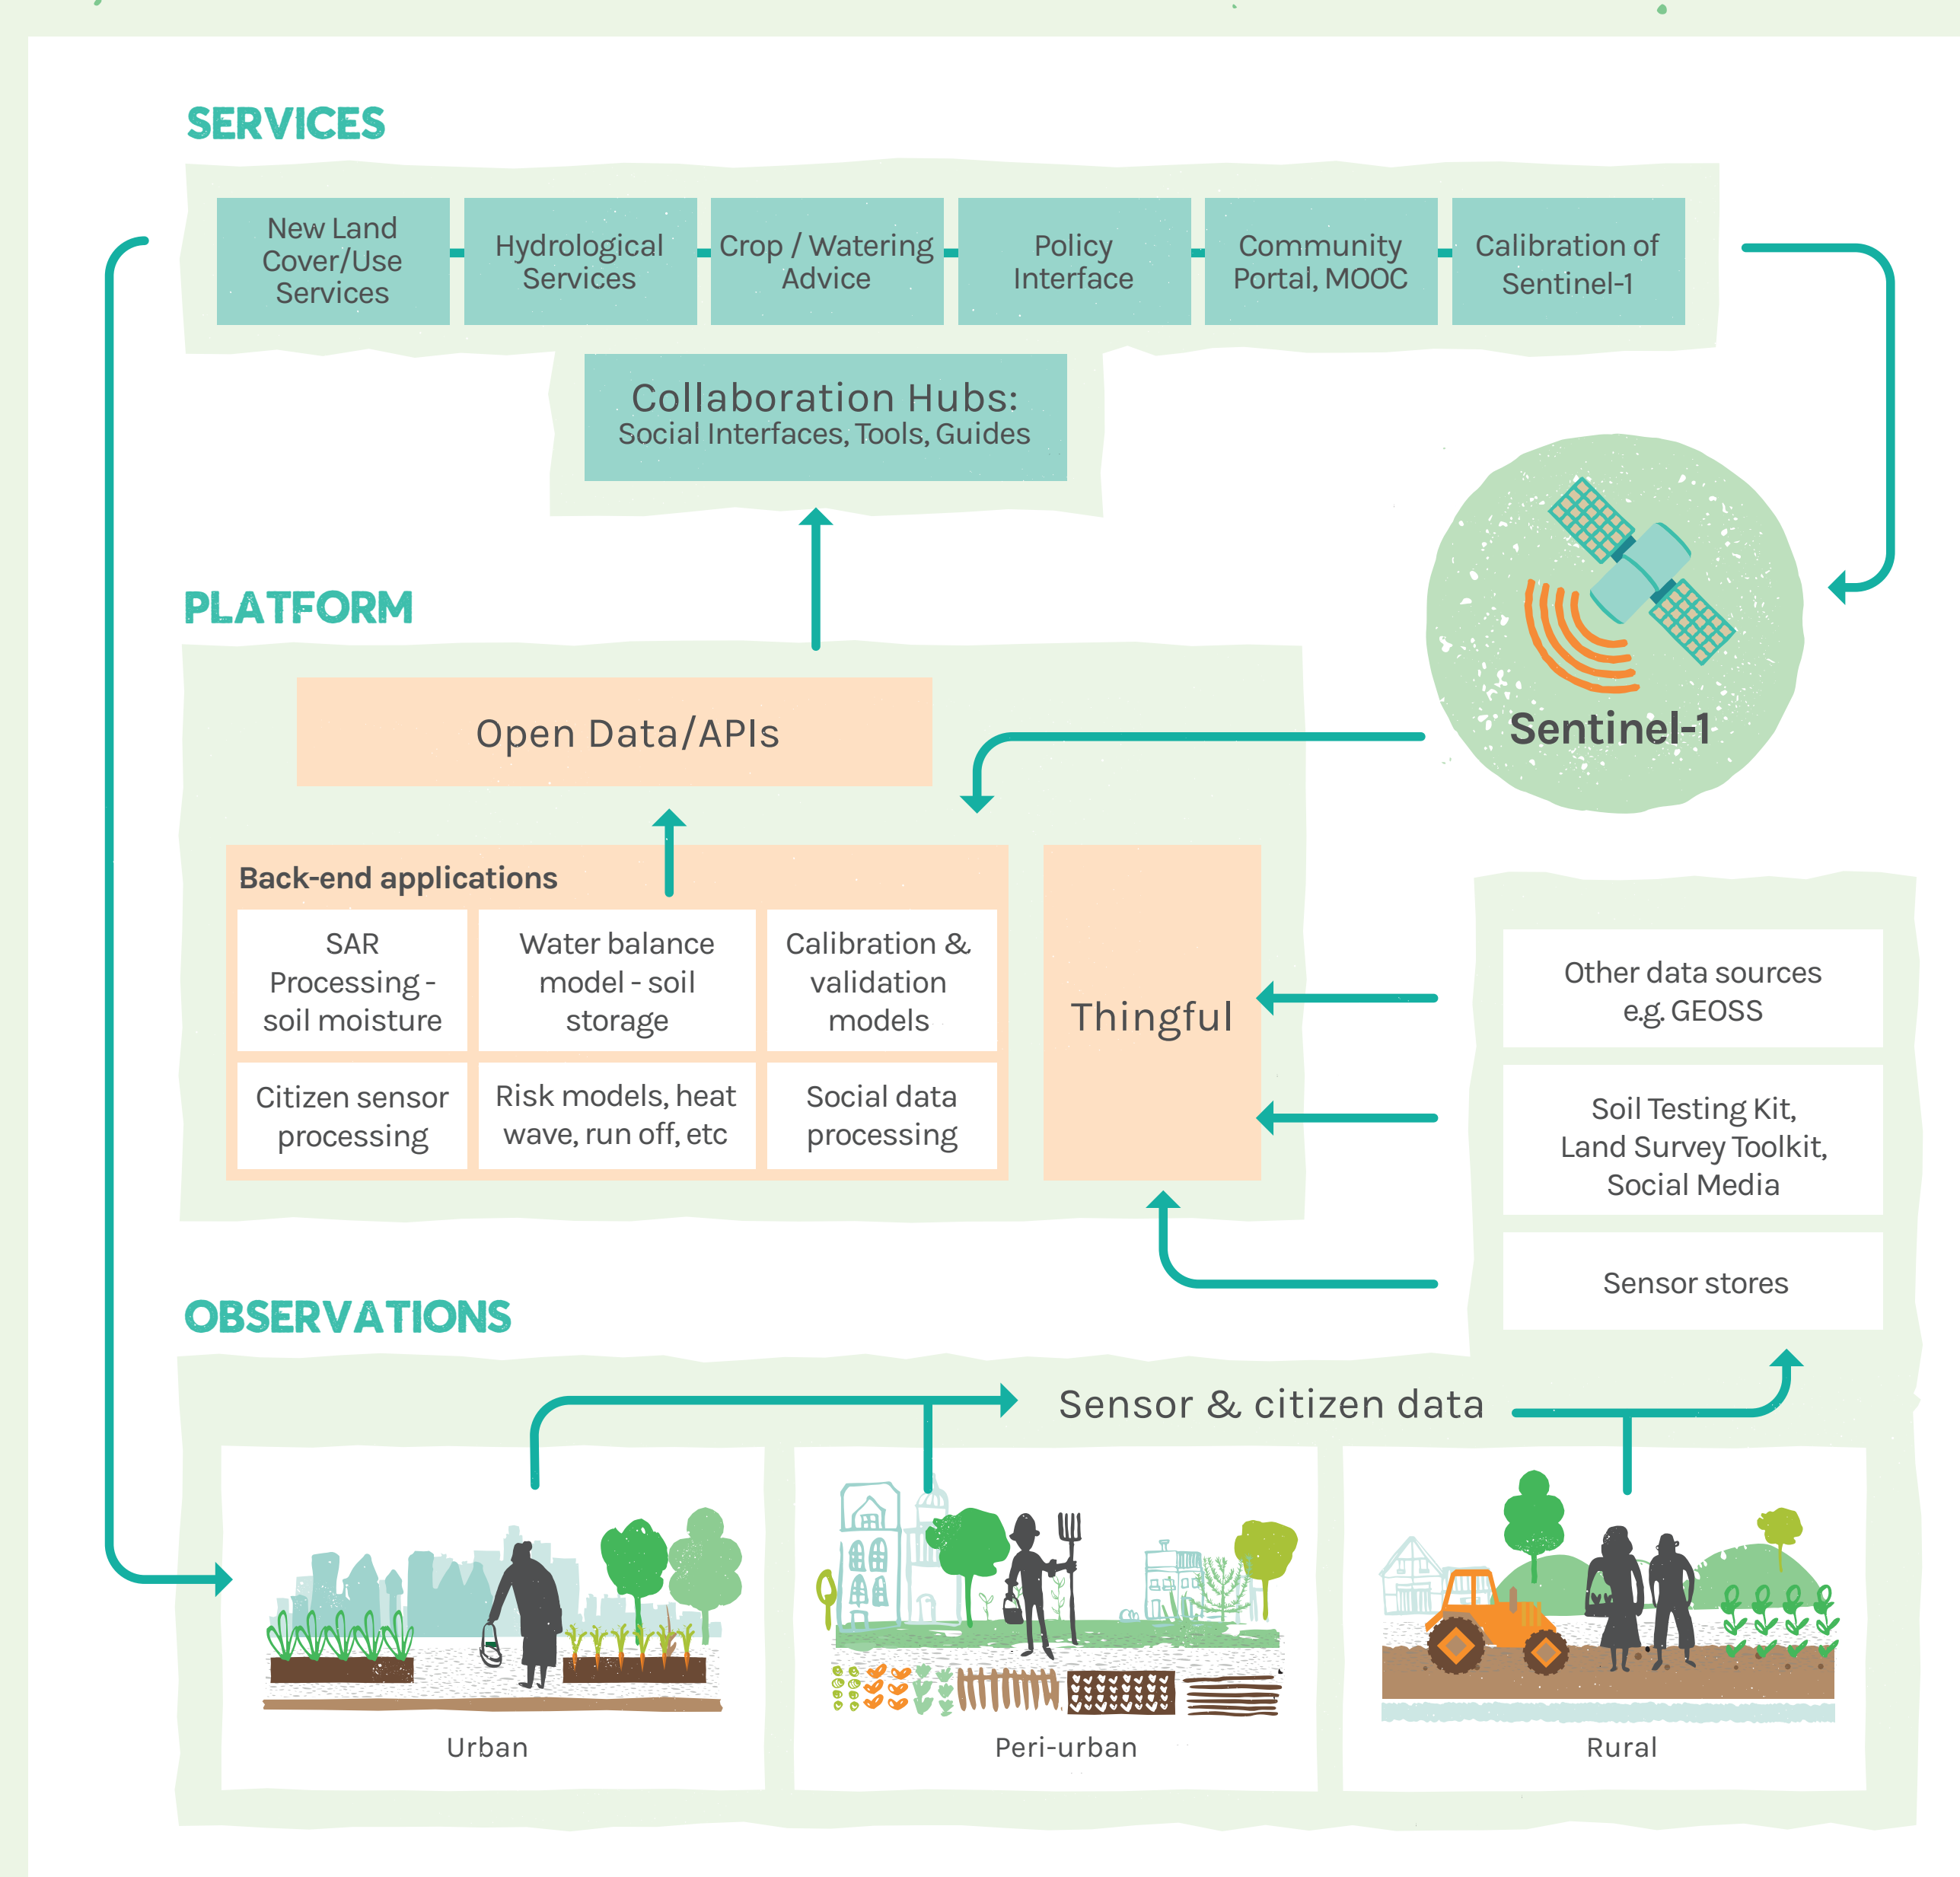 SERVICES
New Land
Cover/Use
Services
Hydrological
Services
Crop / Watering
Advice
Policy
Interface
Community
Portal, MOOC
Calibration of
Sentinel-1
Collaboration Hubs:
Social Interfaces, Tools, Guides
Sentinel-1
PLATFORM
Open Data/APIs
Back-end applications
SAR
Processing -
soil moisture
Water balance
model - soil
storage
Calibration &
validation
models
Citizen sensor
processing
Risk models, heat
wave, run off, etc
Social data
processing
Thingful
Other data sources
e.g. GEOSS
Soil Testing Kit,
Land Survey Toolkit,
Social Media
Sensor stores
OBSERVATIONS
Sensor & citizen data
Urban
Peri-urban
Rural